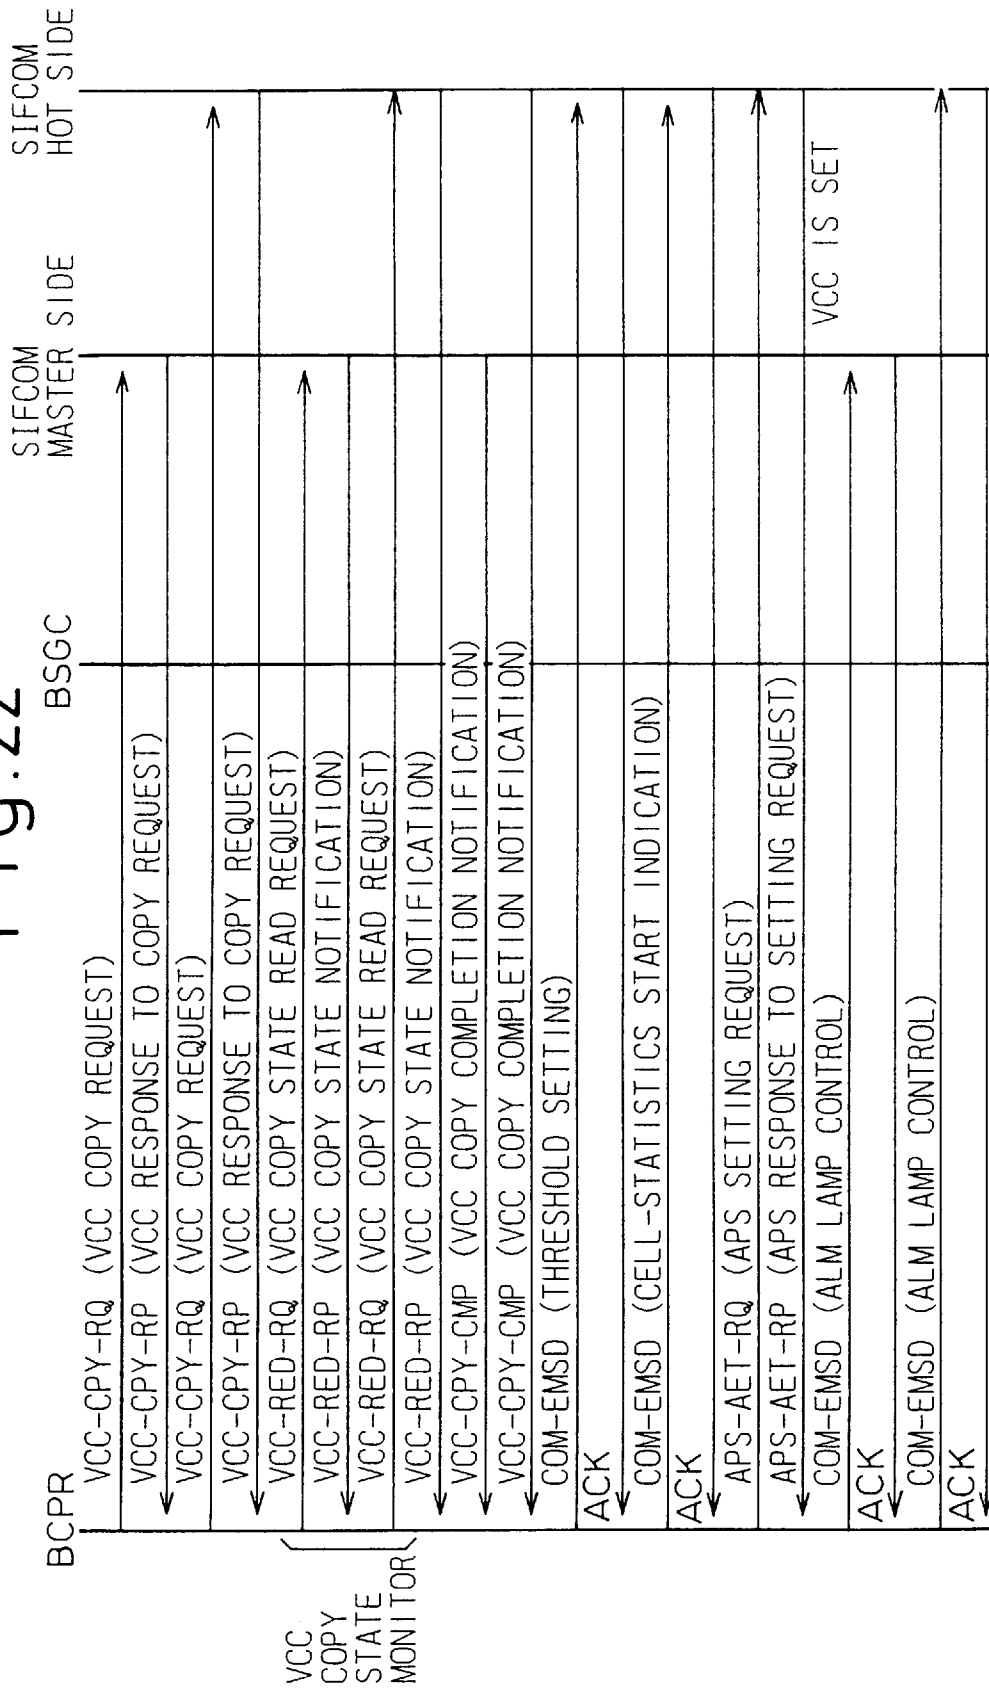 Fig.22
BCPR
BSGC
SIFCOM
MASTER SIDE
SIFCOM
HOT SIDE
VCC-CPY-RQ (VCC COPY REQUEST)
VCC-CPY-RP (VCC RESPONSE TO COPY REQUEST)
VCC-CPY-RQ (VCC COPY REQUEST)
VCC-CPY-RP (VCC RESPONSE TO COPY REQUEST)
VCC-RED-RQ (VCC COPY STATE READ REQUEST)
VCC-RED-RP (VCC COPY STATE NOTIFICATION)
VCC-RED-RQ (VCC COPY STATE READ REQUEST)
VCC-RED-RP (VCC COPY STATE NOTIFICATION)
VCC
COPY
STATE
MONITOR
VCC-CPY-CMP (VCC COPY COMPLETION NOTIFICATION)
VCC-CPY-CMP (VCC COPY COMPLETION NOTIFICATION)
COM-EMSD (THRESHOLD SETTING)
ACK
COM-EMSD (CELL-STATISTICS START INDICATION)
ACK
APS-AET-RQ (APS SETTING REQUEST)
APS-AET-RP (APS RESPONSE TO SETTING REQUEST)
COM-EMSD (ALM LAMP CONTROL)
VCC IS SET
ACK
COM-EMSD (ALM LAMP CONTROL)
ACK